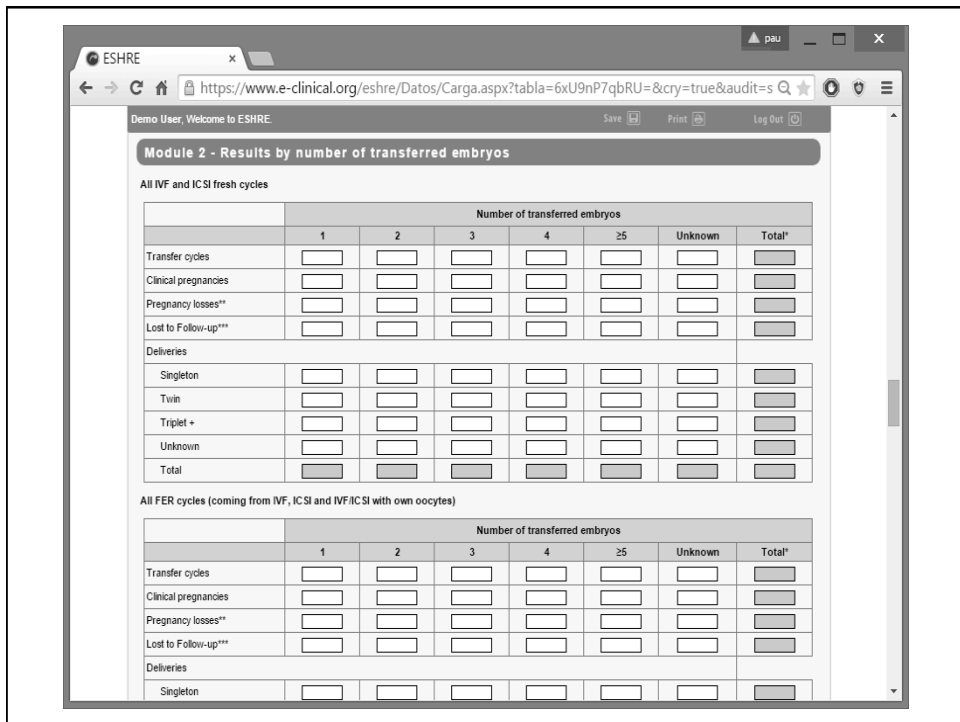 pau
ESHRE
https://www.e-clinical.org/eshre/Datos/Carga.aspx?tabla=6xU9nP7qbRU=&cry=true&audit=s
Demo User, Welcome to ESHRE. Save Print Log Out
Module 2 - Results by number of transferred embryos
All IVF and ICSI fresh cycles
Number of transferred embryos
1 2 3 4 ≥5 Unknown Total*
Transfer cycles
Clinical pregnancies
Pregnancy losses**
Lost to Follow-up***
Deliveries
Singleton
Twin
Triplet +
Unknown
Total
All FER cycles (coming from IVF, ICSI and IVF/ICSI with own oocytes)
Number of transferred embryos
1 2 3 4 ≥5 Unknown Total*
Transfer cycles
Clinical pregnancies
Pregnancy losses**
Lost to Follow-up***
Deliveries
Singleton